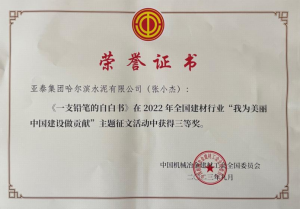 荣誉证书
亚泰集团哈尔滨水泥有限公司（张小杰）：
《一支铅笔的自白书》在2022年全国建材行业“我为美丽
中国建设做贡献”主题征文活动中获得三等奖。
中国机械冶金建材工会全国委员会